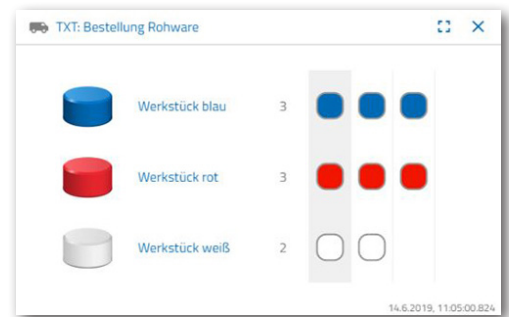 TXT: Bestellung Rohware
Werkstück blau 3
Werkstück rot 3
Werkstück weiß 2
14.6.2019, 11:05:00.824